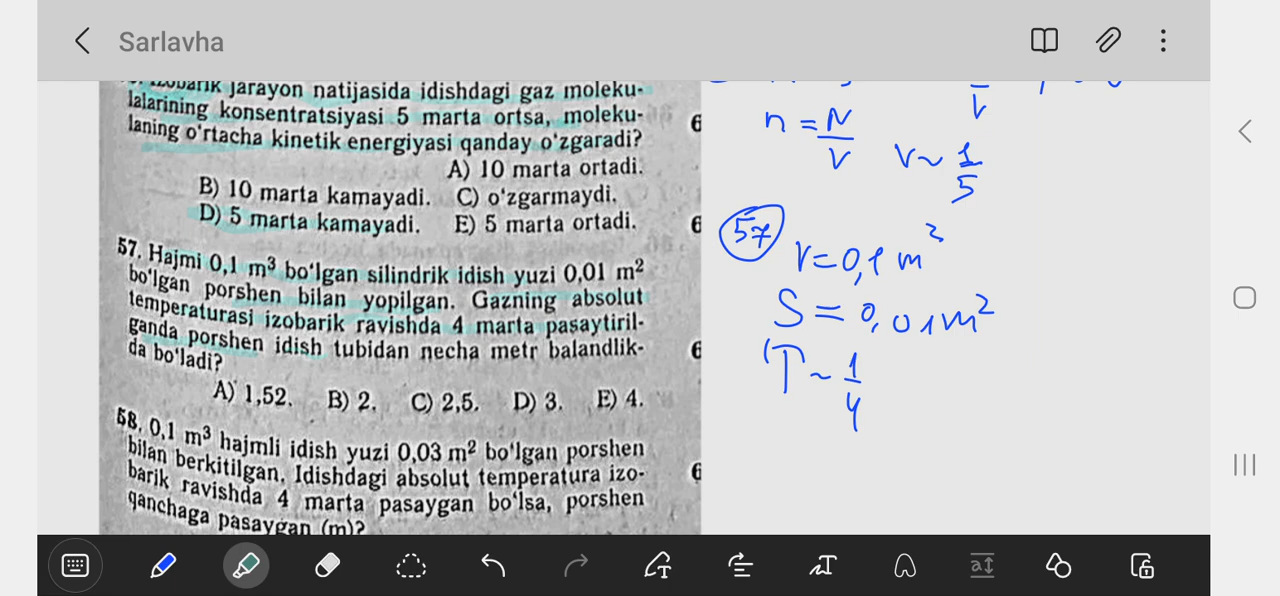 Sarlavha
izobarik jarayon natijasida idishdagi gaz moleku-
lalarining konsentratsiyasi 5 marta ortsa, moleku-
laning o'rtacha kinetik energiyasi qanday o'zgaradi?
A) 10 marta ortadi.
B) 10 marta kamayadi. C) o'zgarmaydi.
D) 5 marta kamayadi. E) 5 marta ortadi.
57. Hajmi 0,1 m³ bo'lgan silindrik idish yuzi 0,01 m²
bo'lgan porshen bilan yopilgan. Gazning absolut
temperaturasi izobarik ravishda 4 marta pasaytiril-
ganda porshen idish tubidan necha metr balandlik-
da bo'ladi?
A) 1,52. B) 2. C) 2,5. D) 3. E) 4.
58. 0,1 m³ hajmli idish yuzi 0,03 m² bo'lgan porshen
bilan berkitilgan. Idishdagi absolut temperatura izo-
barik ravishda 4 marta pasaygan bo'lsa, porshen
qanchaga pasaygan (m)?
6
6
6
6
n = N/V V ~ 1/5
57
V = 0,1 m³
S = 0,01 m²
T ~ 1/4